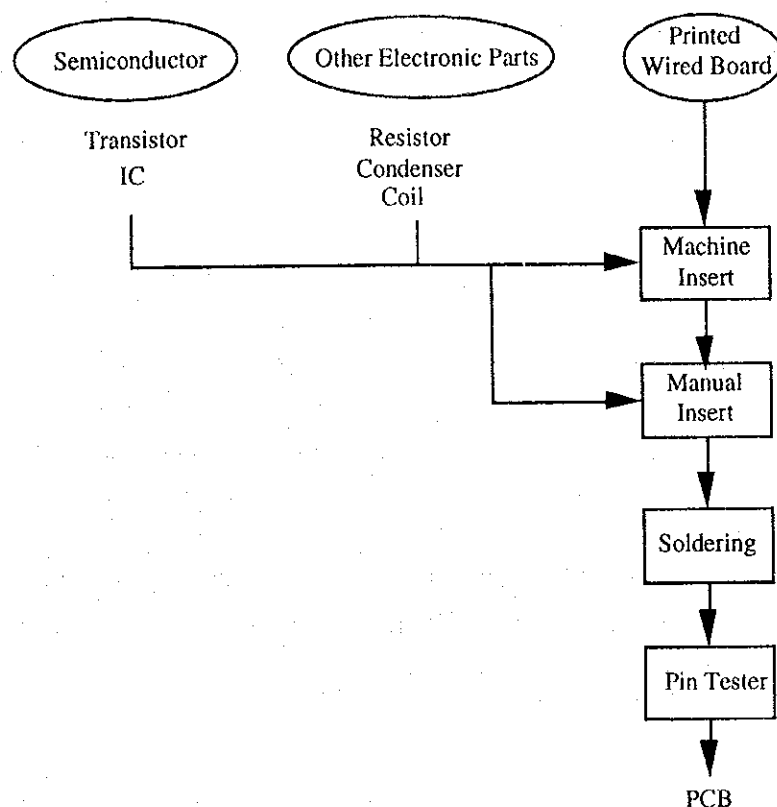 Semiconductor
Other Electronic Parts
Printed
Wired Board
Transistor
IC
Resistor
Condenser
Coil
Machine
Insert
Manual
Insert
Soldering
Pin Tester
PCB